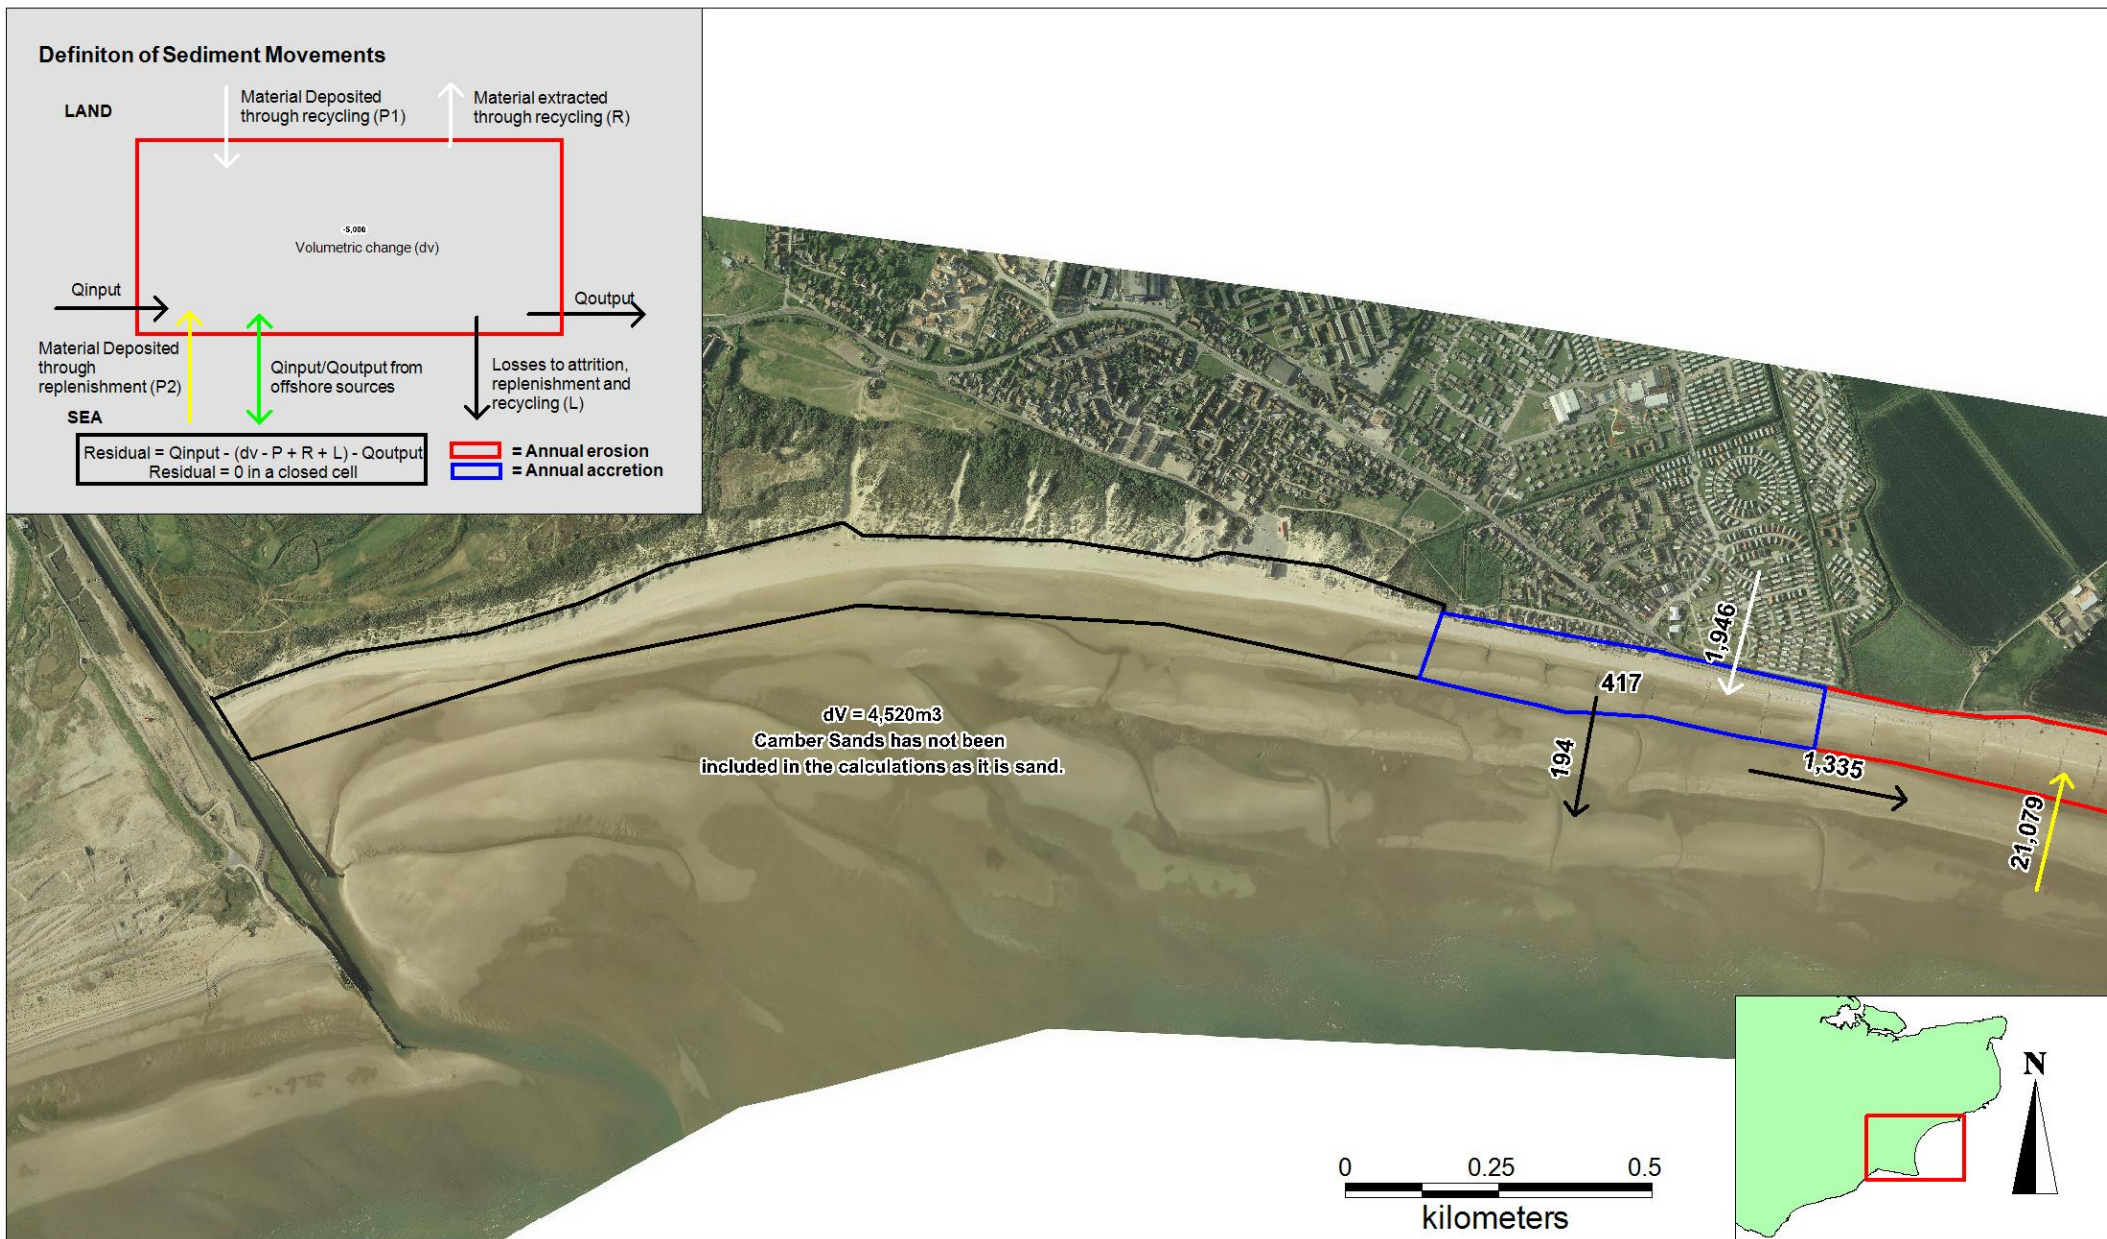 Definiton of Sediment Movements
LAND
Material Deposited
through recycling (P1)
Material extracted
through recycling (R)
-5,000
Volumetric change (dv)
Qinput
Qoutput
Material Deposited
through
replenishment (P2)
Qinput/Qoutput from
offshore sources
Losses to attrition,
replenishment and
recycling (L)
SEA
Residual = Qinput - (dv - P + R + L) - Qoutput
Residual = 0 in a closed cell
= Annual erosion
= Annual accretion
1,946
417
194
1,335
21,079
dV = 4,520m3
Camber Sands has not been
included in the calculations as it is sand.
0 0.25 0.5
kilometers
N